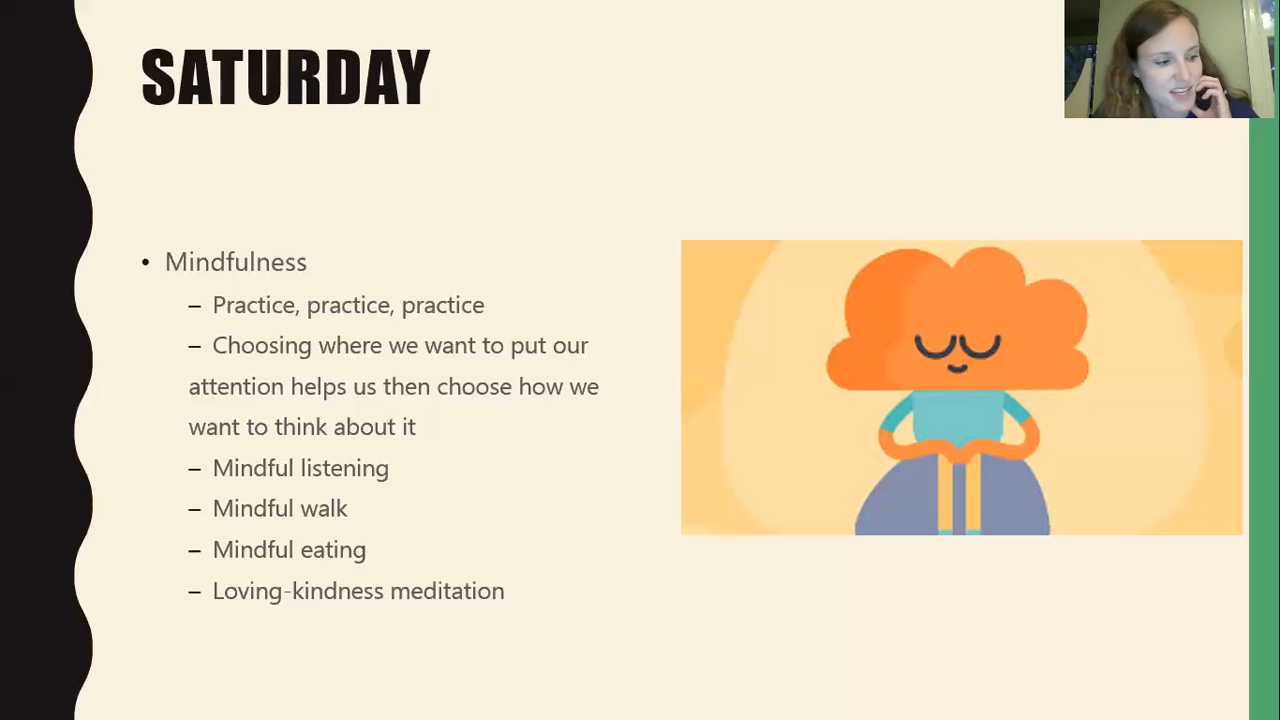 SATURDAY
• Mindfulness
– Practice, practice, practice
– Choosing where we want to put our
attention helps us then choose how we
want to think about it
– Mindful listening
– Mindful walk
– Mindful eating
– Loving-kindness meditation